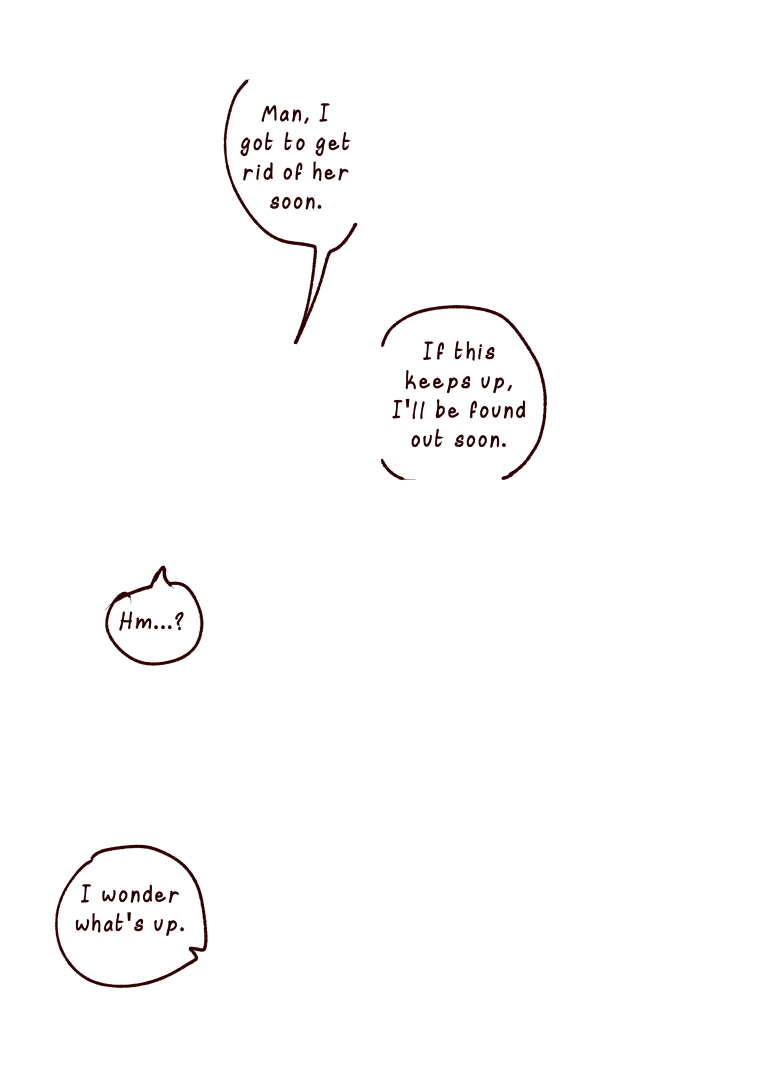 Man, I
got to get
rid of her
soon.
If this
keeps up,
I'll be found
out soon.
Hm...?
I wonder
what's up.